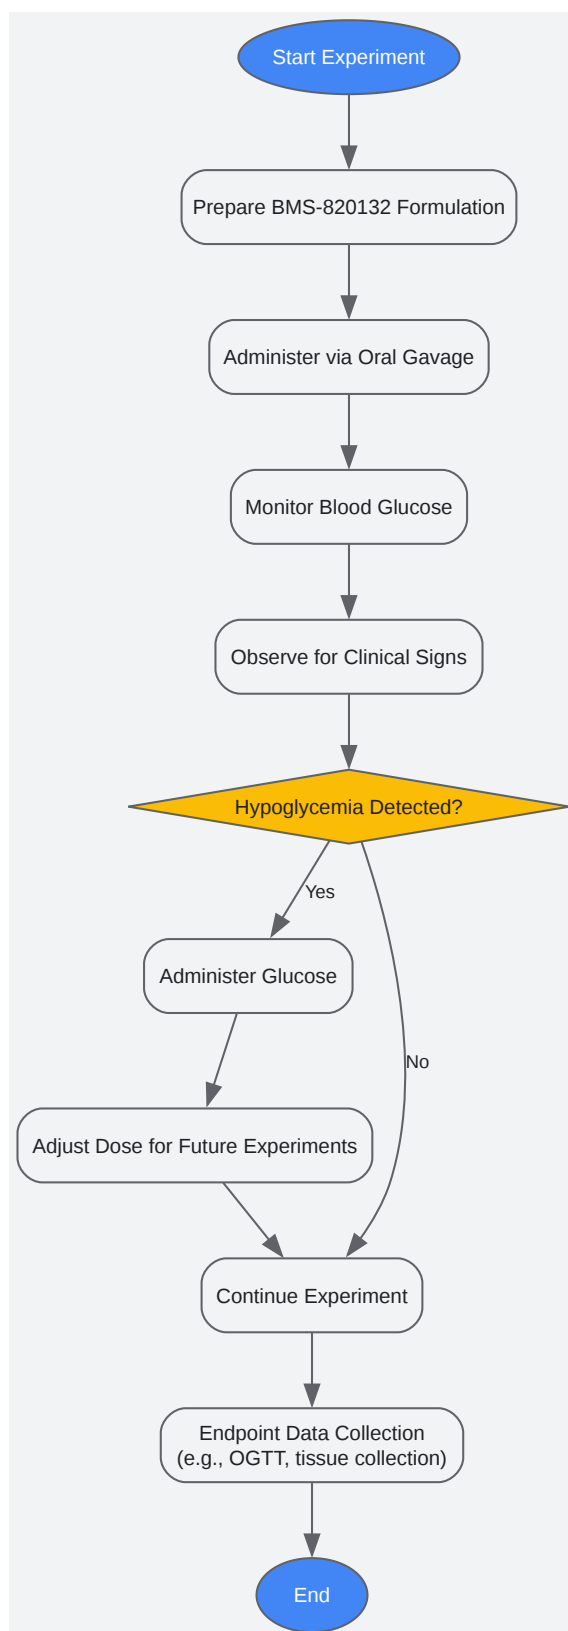 Start Experiment
Prepare BMS-820132 Formulation
Administer via Oral Gavage
Monitor Blood Glucose
Observe for Clinical Signs
Hypoglycemia Detected?
Yes
Administer Glucose
No
Adjust Dose for Future Experiments
Continue Experiment
Endpoint Data Collection
(e.g., OGTT, tissue collection)
End